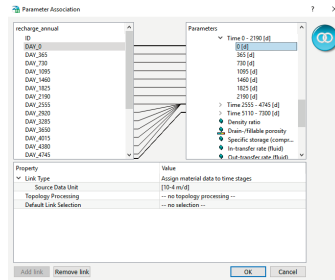 Parameter Association
? ×
recharge_annual
ID
DAY_0
DAY_365
DAY_730
DAY_1095
DAY_1460
DAY_1825
DAY_2190
DAY_2555
DAY_2920
DAY_3285
DAY_3650
DAY_4015
DAY_4380
DAY_4745
Parameters
Time 0 - 2190 [d]
0 [d]
365 [d]
730 [d]
1095 [d]
1460 [d]
1825 [d]
2190 [d]
Time 2555 - 4745 [d]
Time 5110 - 7300 [d]
Density ratio
Drain-/fillable porosity
Specific storage (compr...
In-transfer rate (fluid)
Out-transfer rate (fluid)
Property Value
Link Type Assign material data to time stages
Source Data Unit [10-4 m/d]
Topology Processing -- no topology processing --
Default Link Selection -- no selection --
Add link Remove link OK Cancel